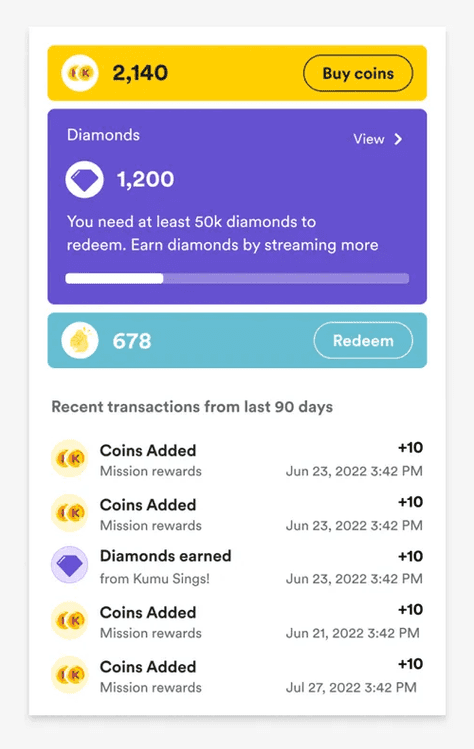 2,140
Buy coins
Diamonds
View
1,200
You need at least 50k diamonds to
redeem. Earn diamonds by streaming more
678
Redeem
Recent transactions from last 90 days
Coins Added
+10
Mission rewards
Jun 23, 2022 3:42 PM
Coins Added
+10
Mission rewards
Jun 23, 2022 3:42 PM
Diamonds earned
+10
from Kumu Sings!
Jun 23, 2022 3:42 PM
Coins Added
+10
Mission rewards
Jun 21, 2022 3:42 PM
Coins Added
+10
Mission rewards
Jul 27, 2022 3:42 PM